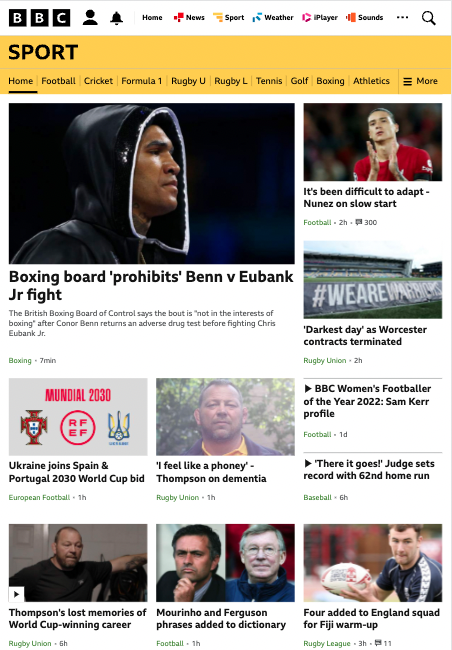 BBC Home News Sport Weather iPlayer Sounds
SPORT
Home Football Cricket Formula 1 Rugby U Rugby L Tennis Golf Boxing Athletics More
Boxing board 'prohibits' Benn v Eubank
Jr fight
The British Boxing Board of Control says the bout is "not in the interests of
boxing" after Conor Benn returns an adverse drug test before fighting Chris
Eubank Jr.
Boxing • 7min
It's been difficult to adapt -
Nunez on slow start
Football • 2h • 300
#WEAREWARRIORS
'Darkest day' as Worcester
contracts terminated
Rugby Union • 2h
MUNDIAL 2030
RF
EF
Ukraine joins Spain &
Portugal 2030 World Cup bid
European Football • 1h
'I feel like a phoney' -
Thompson on dementia
Rugby Union • 1h
BBC Women's Footballer
of the Year 2022: Sam Kerr
profile
Football • 1d
'There it goes!' Judge sets
record with 62nd home run
Baseball • 6h
Thompson's lost memories of
World Cup-winning career
Rugby Union • 6h
Mourinho and Ferguson
phrases added to dictionary
Football • 1h
Four added to England squad
for Fiji warm-up
Rugby League • 3h • 11